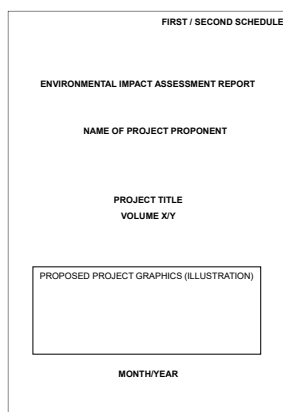 FIRST / SECOND SCHEDULE
ENVIRONMENTAL IMPACT ASSESSMENT REPORT
NAME OF PROJECT PROPONENT
PROJECT TITLE
VOLUME X/Y
PROPOSED PROJECT GRAPHICS (ILLUSTRATION)
MONTH/YEAR